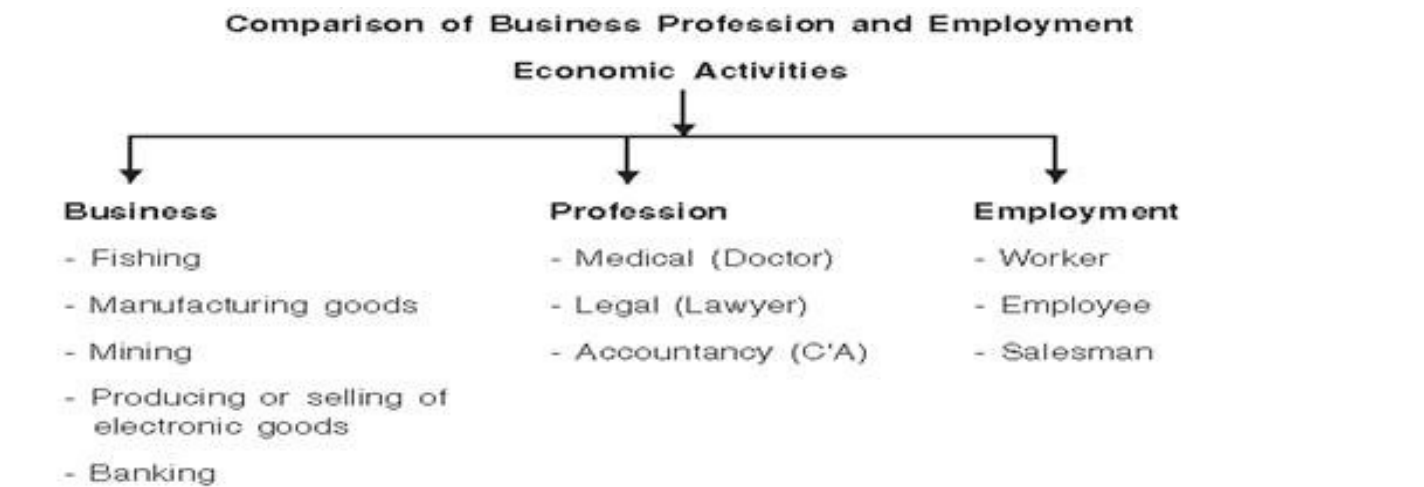 Comparison of Business Profession and Employment
Economic Activities
Business
- Fishing
- Manufacturing goods
- Mining
- Producing or selling of
electronic goods
- Banking
Profession
- Medical (Doctor)
- Legal (Lawyer)
- Accountancy (C'A)
Employment
- Worker
- Employee
- Salesman